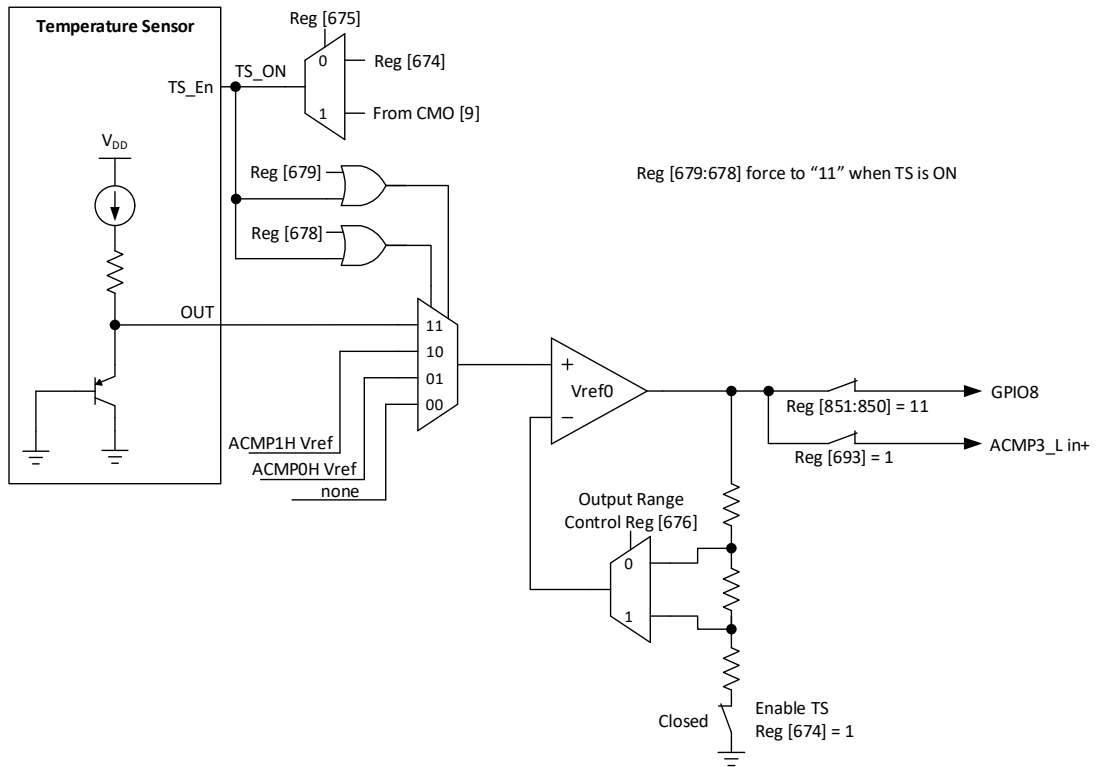 Temperature Sensor
Reg [675]
0
Reg [674]
TS_ON
TS_En
1
From CMO [9]
VDD
Reg [679]
Reg [679:678] force to “11” when TS is ON
Reg [678]
OUT
11
10
01
00
+
Vref0
−
GPIO8
Reg [851:850] = 11
ACMP3_L in+
Reg [693] = 1
ACMP1H Vref
ACMP0H Vref
none
Output Range
Control Reg [676]
0
1
Closed
Enable TS
Reg [674] = 1